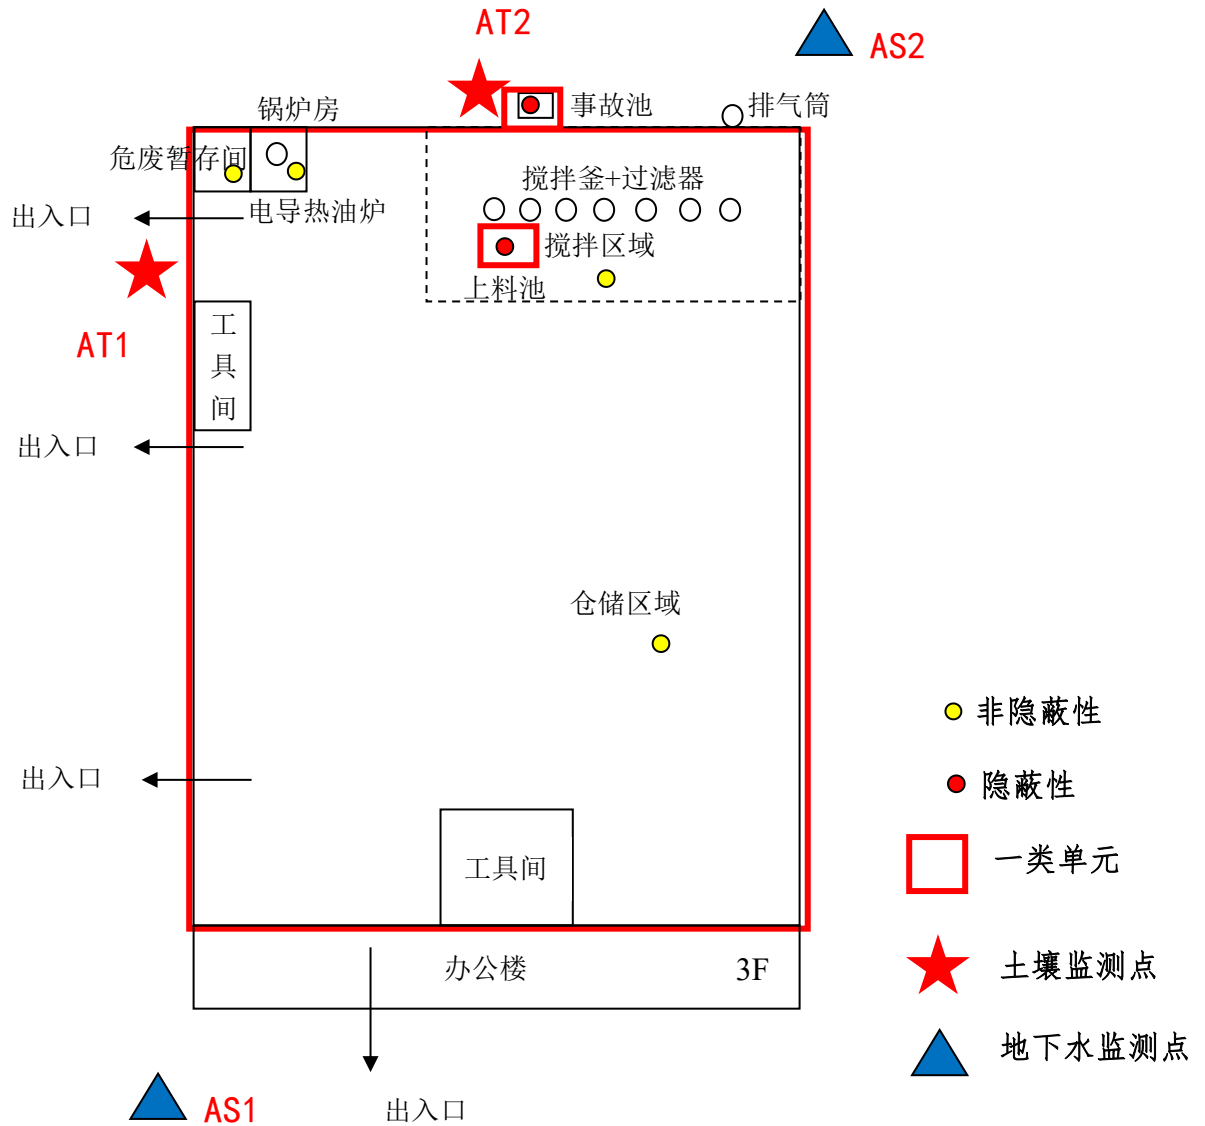 AT2
AS2
锅炉房
事故池
排气筒
危废暂存间
搅拌釜+过滤器
出入口
电导热油炉
搅拌区域
上料池
AT1
工
具
间
出入口
仓储区域
非隐蔽性
出入口
隐蔽性
工具间
一类单元
办公楼
3F
土壤监测点
地下水监测点
AS1
出入口